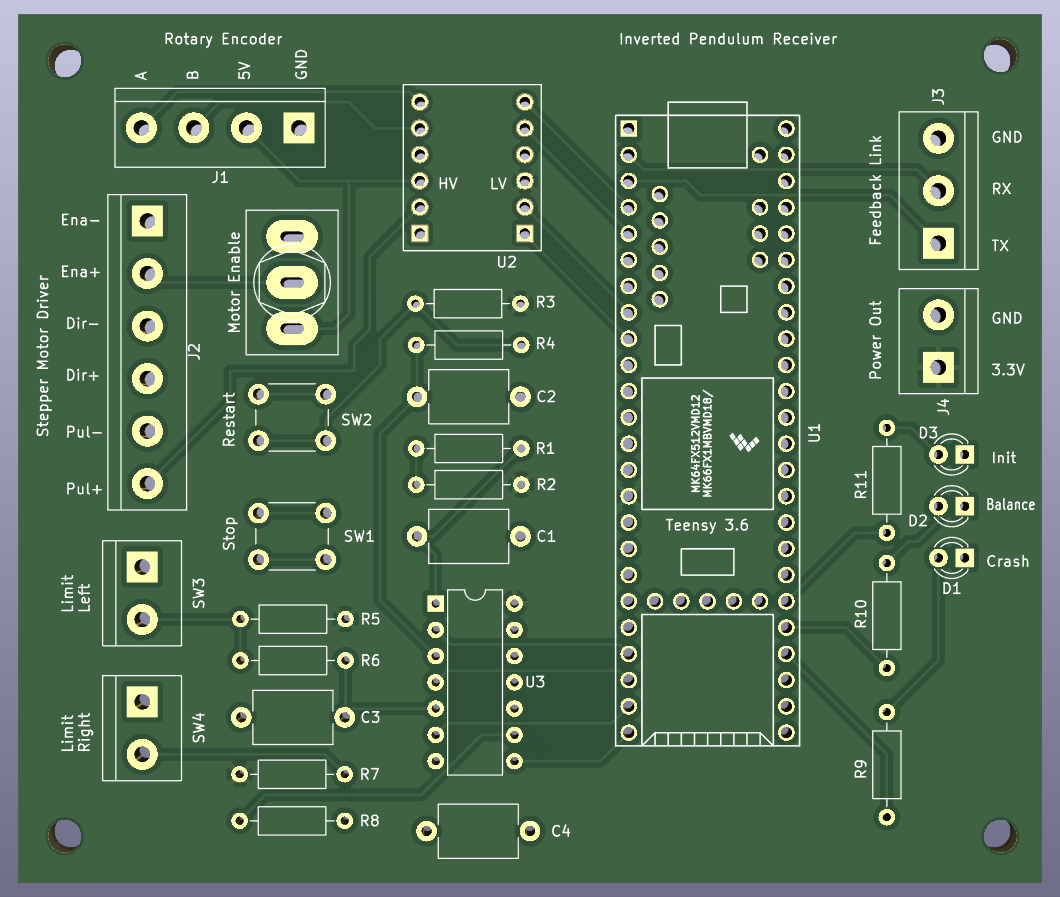 Rotary Encoder
Inverted Pendulum Receiver
A
B
5V
GND
J1
HV
LV
U2
J3
Feedback Link
GND
RX
TX
Stepper Motor Driver
Ena-
Ena+
Dir-
Dir+
Pul-
Pul+
J2
Motor Enable
R3
R4
C2
R1
R2
C1
Restart
SW2
Stop
SW1
Power Out
GND
3.3V
J4
MK64FX512VMD12
MK66FX1MBVMD18/
Teensy 3.6
U1
D3
Init
R11
D2
Balance
Crash
D1
R10
R9
Limit
Left
SW3
R5
R6
C3
U3
Limit
Right
SW4
R7
R8
C4